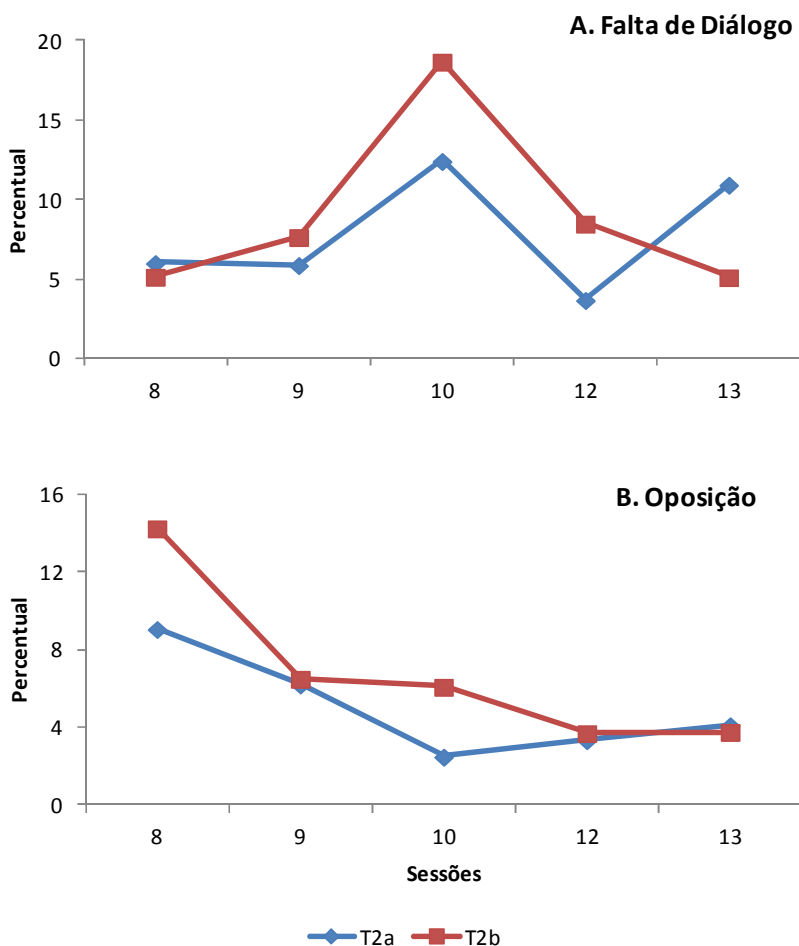 A. Falta de Diálogo
Percentual
20
15
10
5
0
8 9 10 12 13
B. Oposição
Percentual
16
12
8
4
0
8 9 10 12 13
Sessões
T2a T2b